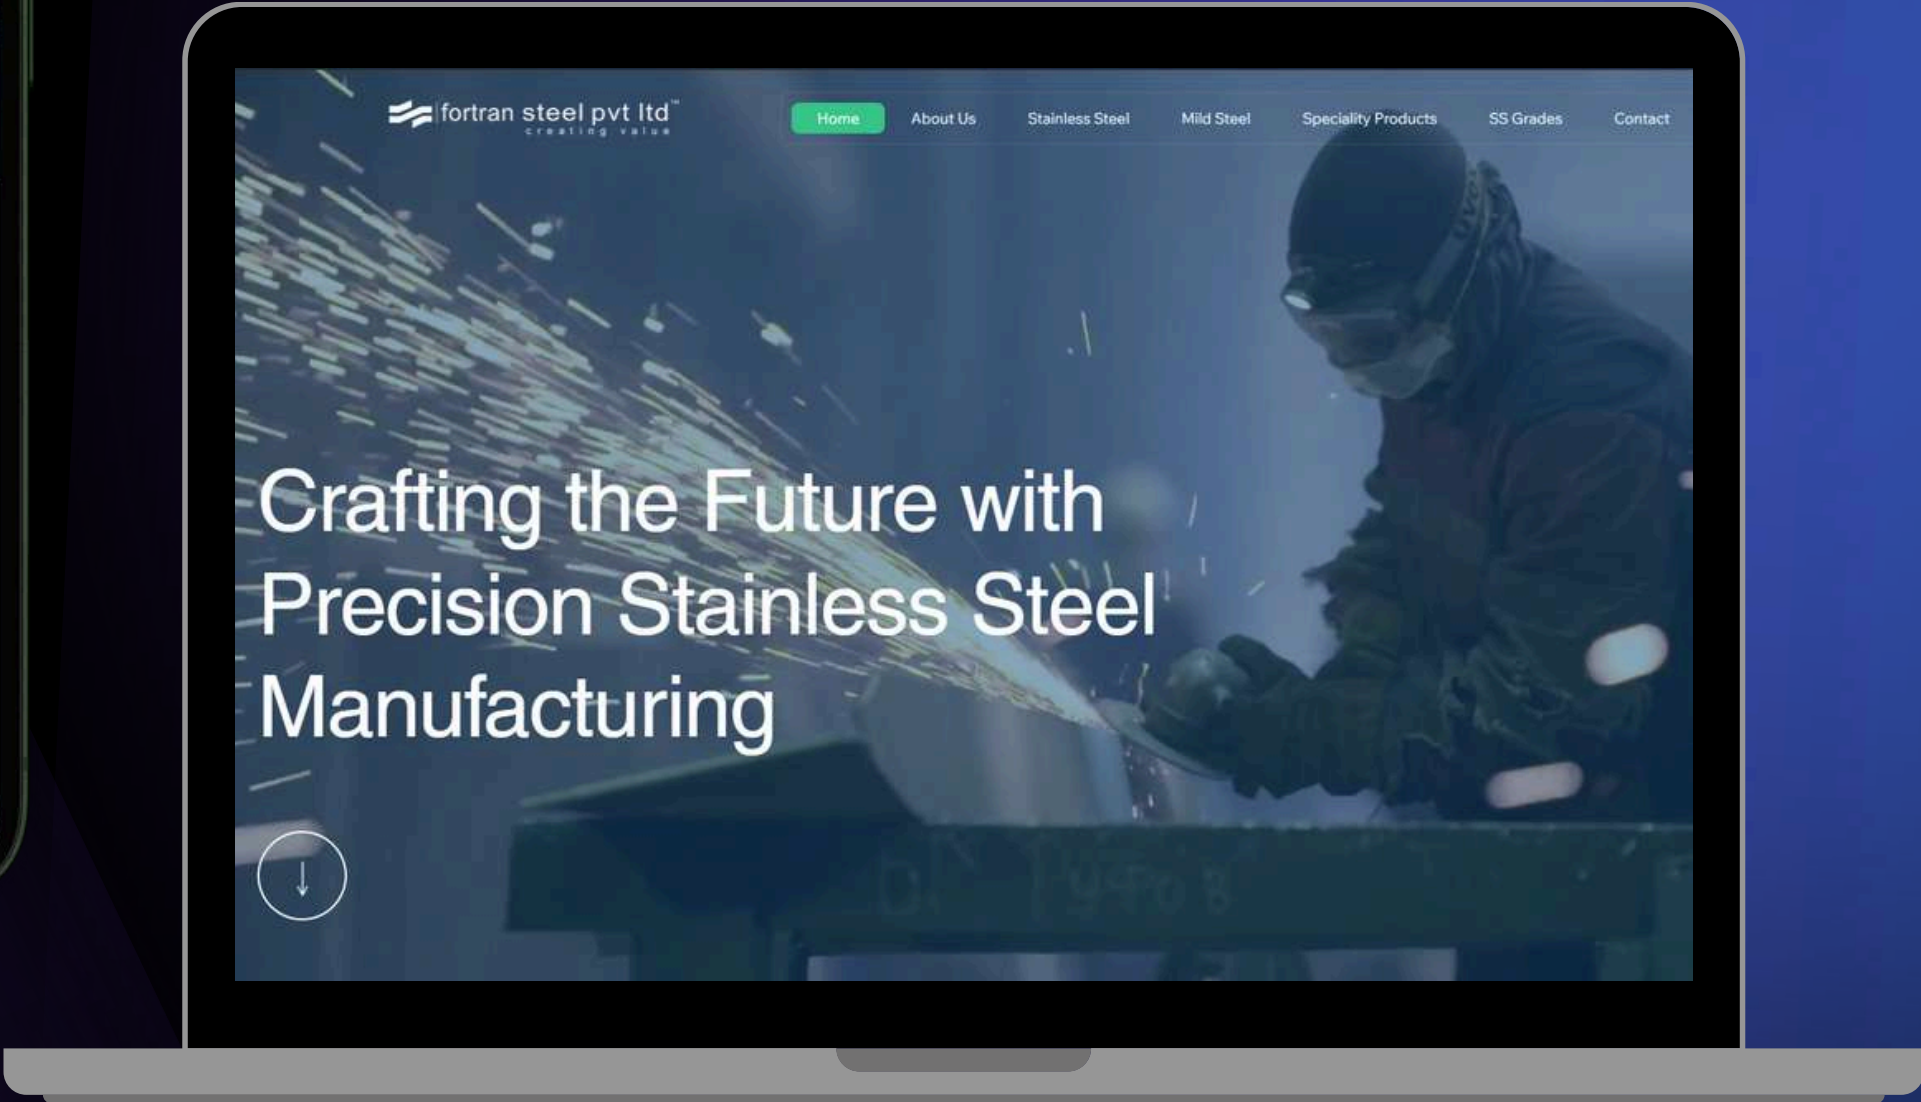 fortran steel pvt ltd™
creating value
Home About Us Stainless Steel Mild Steel Speciality Products SS Grades Contact
Crafting the Future with
Precision Stainless Steel
Manufacturing